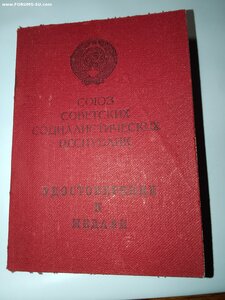 www.FORUMS-SU.com
СОЮЗ
СОВЕТСКИХ
СОЦИАЛИСТИЧЕСКИХ
РЕСПУБЛИК
УДОСТОВЕРЕНИЕ
К
МЕДАЛИ